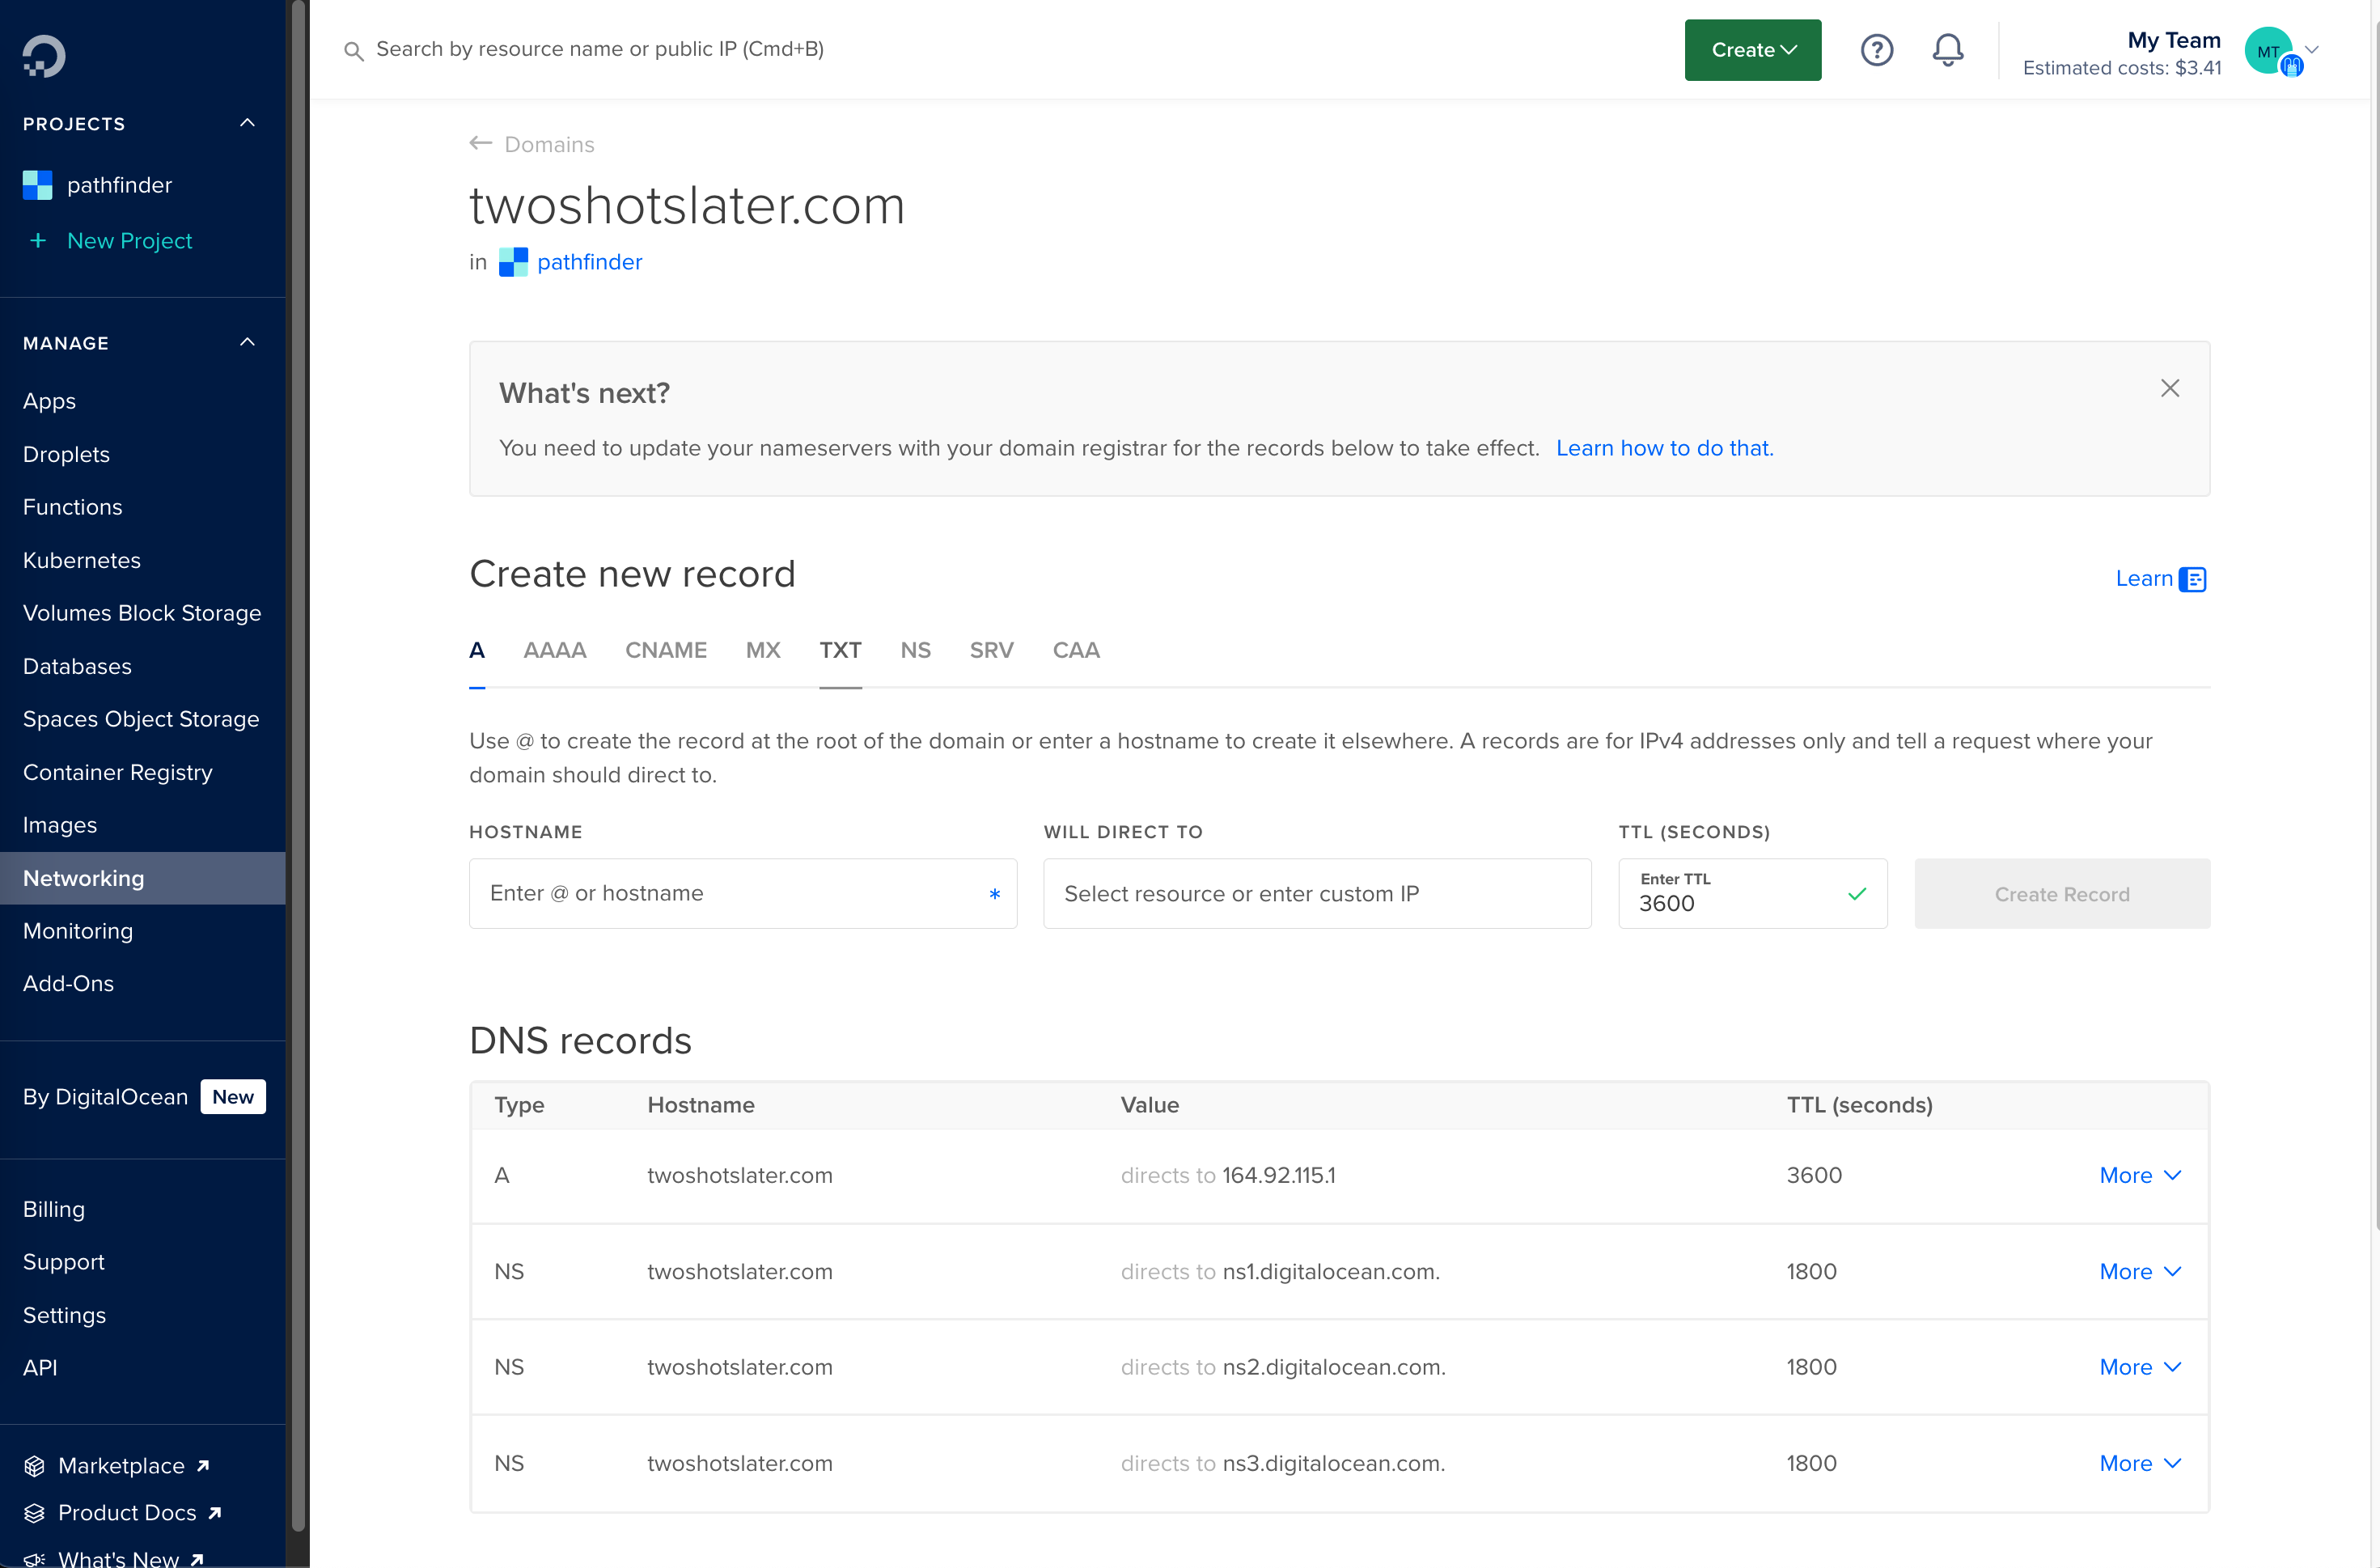 PROJECTS
pathfinder
+ New Project
MANAGE
Apps
Droplets
Functions
Kubernetes
Volumes Block Storage
Databases
Spaces Object Storage
Container Registry
Images
Networking
Monitoring
Add-Ons
By DigitalOcean New
Billing
Support
Settings
API
Marketplace
Product Docs
What's New
Search by resource name or public IP (Cmd+B)
Create
My Team
Estimated costs: $3.41
MT
← Domains
twoshotslater.com
in pathfinder
What's next?
You need to update your nameservers with your domain registrar for the records below to take effect. Learn how to do that.
Create new record
Learn
A AAAA CNAME MX TXT NS SRV CAA
Use @ to create the record at the root of the domain or enter a hostname to create it elsewhere. A records are for IPv4 addresses only and tell a request where your
domain should direct to.
HOSTNAME WILL DIRECT TO TTL (SECONDS)
Enter @ or hostname * Select resource or enter custom IP Enter TTL
3600
Create Record
DNS records
Type Hostname Value TTL (seconds)
A twoshotslater.com directs to 164.92.115.1 3600 More
NS twoshotslater.com directs to ns1.digitalocean.com. 1800 More
NS twoshotslater.com directs to ns2.digitalocean.com. 1800 More
NS twoshotslater.com directs to ns3.digitalocean.com. 1800 More